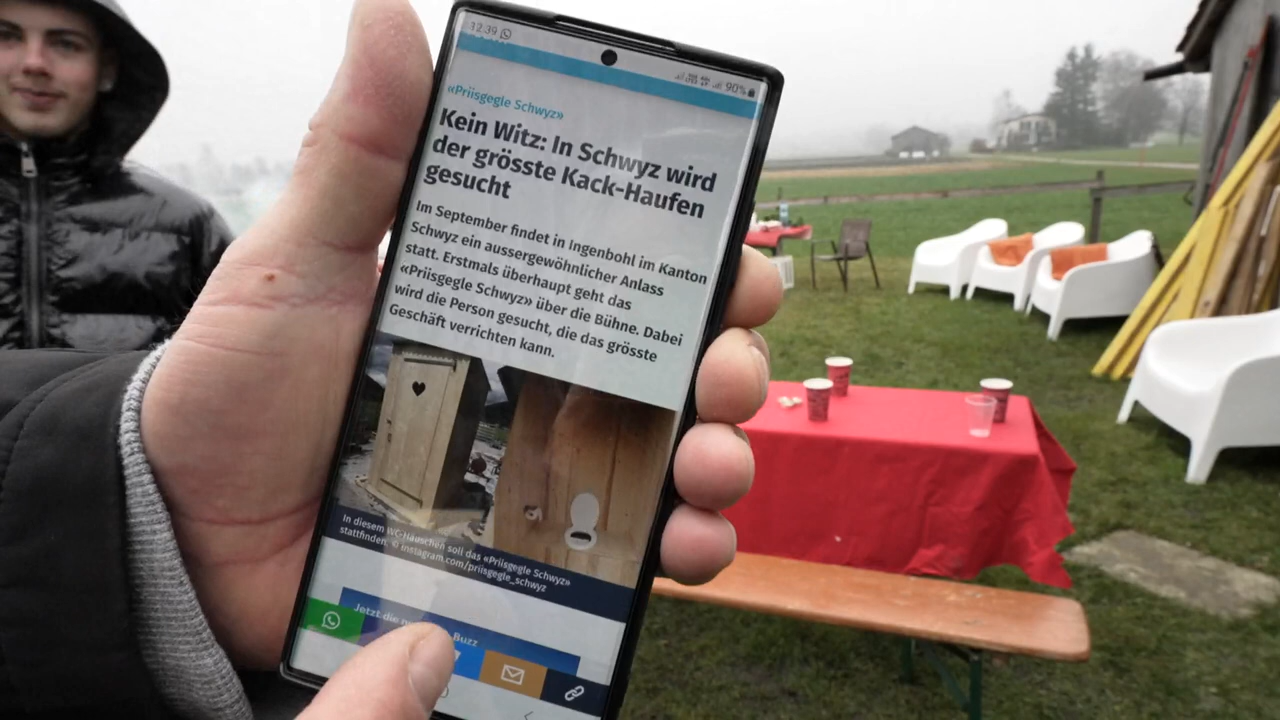 12.39
90%
«Priisgegle Schwyz»
Kein Witz: In Schwyz wird
der grösste Kack-Haufen
gesucht
Im September findet in Ingenbohl im Kanton
Schwyz ein aussergewöhnlicher Anlass
statt. Erstmals überhaupt geht das
«Priisgegle Schwyz» über die Bühne. Dabei
wird die Person gesucht, die das grösste
Geschäft verrichten kann.
In diesem WC-Häuschen soll das «Priisgegle Schwyz»
stattfinden. © instagram.com/priisgegle_schwyz
Jetzt die
Buzz